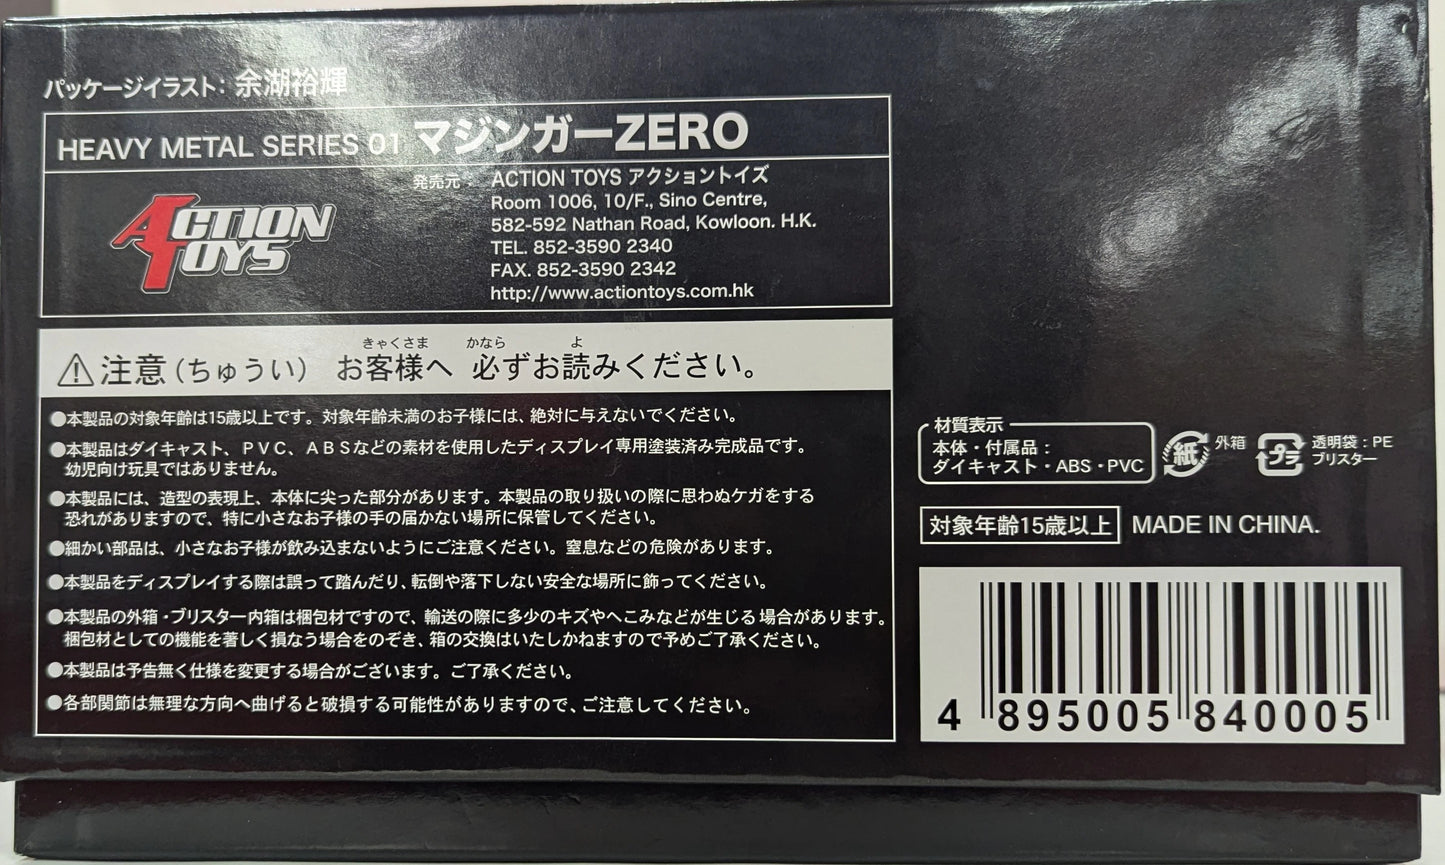 パッケージイラスト: 余湖裕輝
HEAVY METAL SERIES 01 マジンガーZERO
ACTION TOYS
発売元: ACTION TOYS アクショントイズ
Room 1006, 10/F., Sino Centre,
582-592 Nathan Road, Kowloon. H.K.
TEL. 852-3590 2340
FAX. 852-3590 2342
http://www.actiontoys.com.hk
きゃくさま かなら よ
⚠注意(ちゅうい) お客様へ 必ずお読みください。
●本製品の対象年齢は15歳以上です。対象年齢未満のお子様には、絶対に与えないでください。
●本製品はダイキャスト、PVC、ABSなどの素材を使用したディスプレイ専用塗装済み完成品です。
幼児向け玩具ではありません。
●本製品には、造型の表現上、本体に尖った部分があります。本製品の取り扱いの際に思わぬケガをする
恐れがありますので、特に小さなお子様の手の届かない場所に保管してください。
●細かい部品は、小さなお子様が飲み込まないようにご注意ください。窒息などの危険があります。
●本製品をディスプレイする際は誤って踏んだり、転倒や落下しない安全な場所に飾ってください。
●本製品の外箱・ブリスター内箱は梱包材ですので、輸送の際に多少のキズやへこみなどが生じる場合があります。
梱包材としての機能を著しく損なう場合をのぞき、箱の交換はいたしかねますので予めご了承ください。
●本製品は予告無く仕様を変更する場合がございます。ご了承ください。
●各部関節は無理な方向へ曲げると破損する可能性がありますので、ご注意してください。
材質表示
本体・付属品:
ダイキャスト・ABS・PVC
紙 外箱
プラ 透明袋:PE
ブリスター
対象年齢15歳以上 MADE IN CHINA.
4 895005 840005